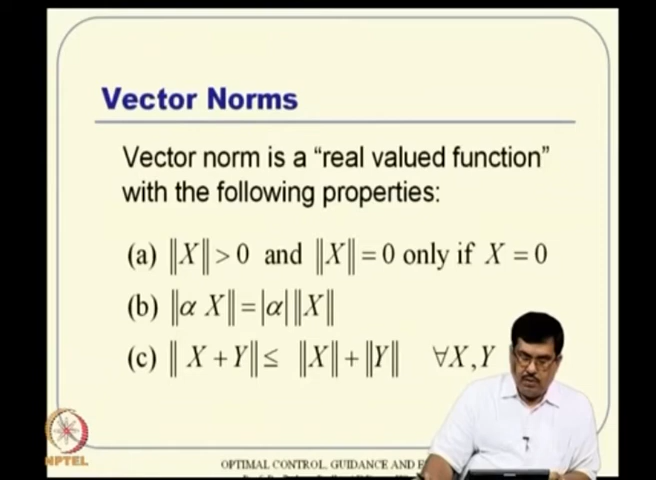 Vector Norms
Vector norm is a “real valued function”
with the following properties:
(a) ‖X‖ > 0 and ‖X‖ = 0 only if X = 0
(b) ‖α X‖ = |α| ‖X‖
(c) ‖ X + Y‖ ≤ ‖X‖ + ‖Y‖ ∀X, Y
NPTEL
OPTIMAL CONTROL, GUIDANCE AND